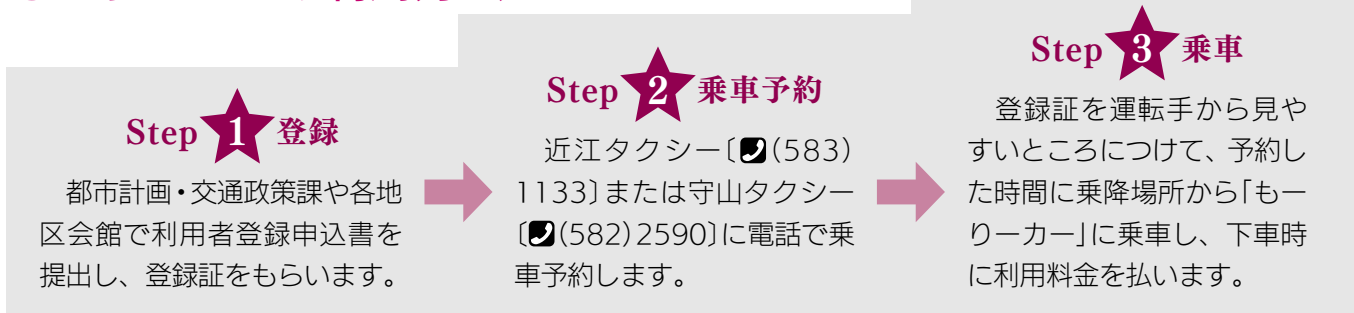 Step 1 登録
都市計画・交通政策課や各地
区会館で利用者登録申込書を
提出し、登録証をもらいます。
Step 2 乗車予約
近江タクシー〔(583)
1133〕または守山タクシー
〔(582)2590〕に電話で乗
車予約します。
Step 3 乗車
登録証を運転手から見や
すいところにつけて、予約し
た時間に乗降場所から「もー
りーカー」に乗車し、下車時
に利用料金を払います。